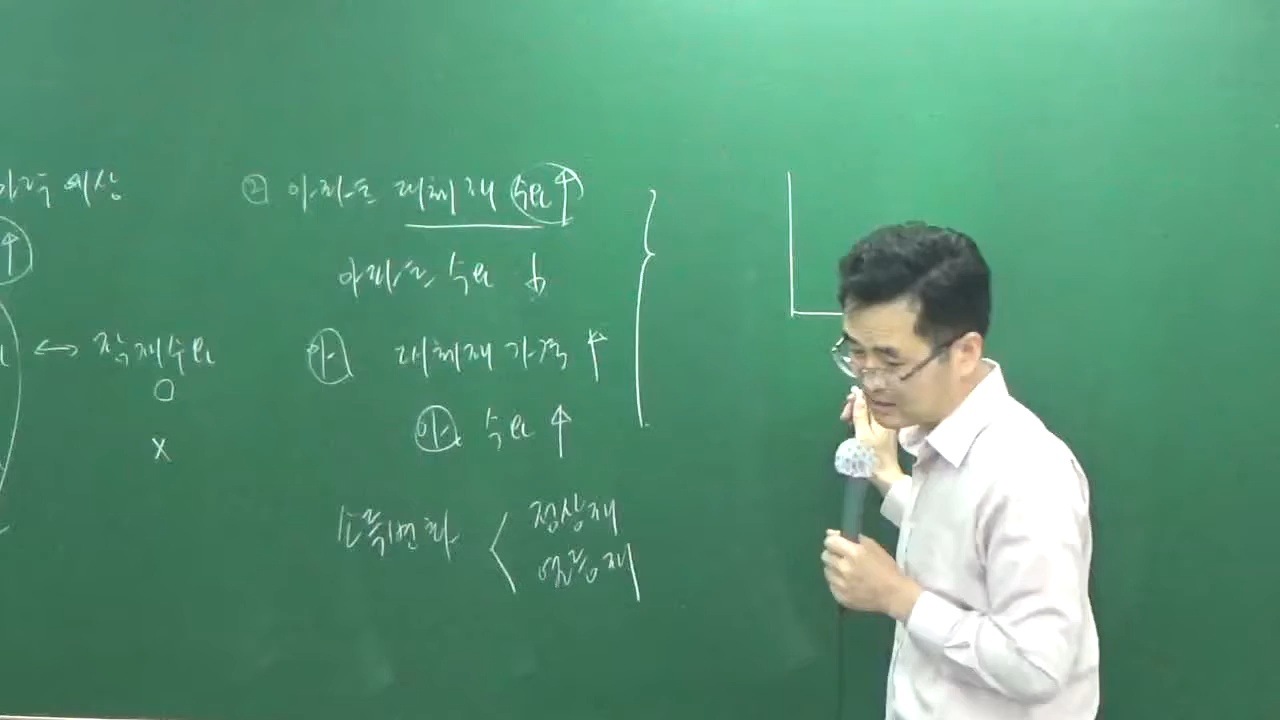 가격 예상
↑
② 아파트 대체재 수요 ↑
아파트 수요 ↓
↔ 장래수요
O
X
아 대체재 가격 ↑
아 수요 ↑
소득변화 < 정상재
열등재